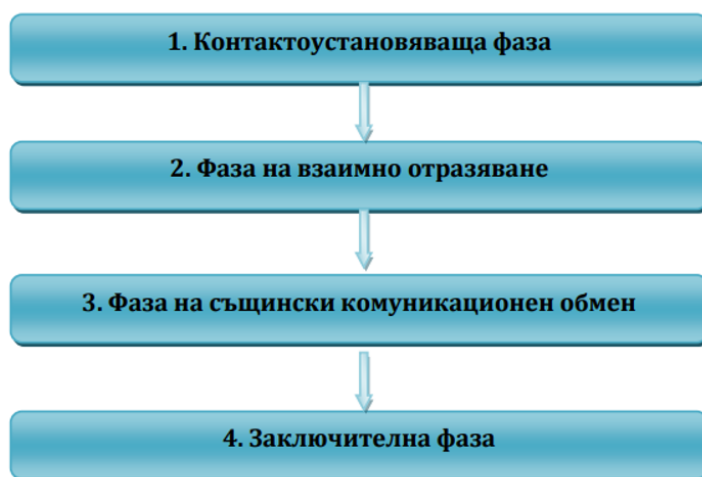 1. Контактоустановяваща фаза
2. Фаза на взаимно отразяване
3. Фаза на същински комуникационен обмен
4. Заключителна фаза